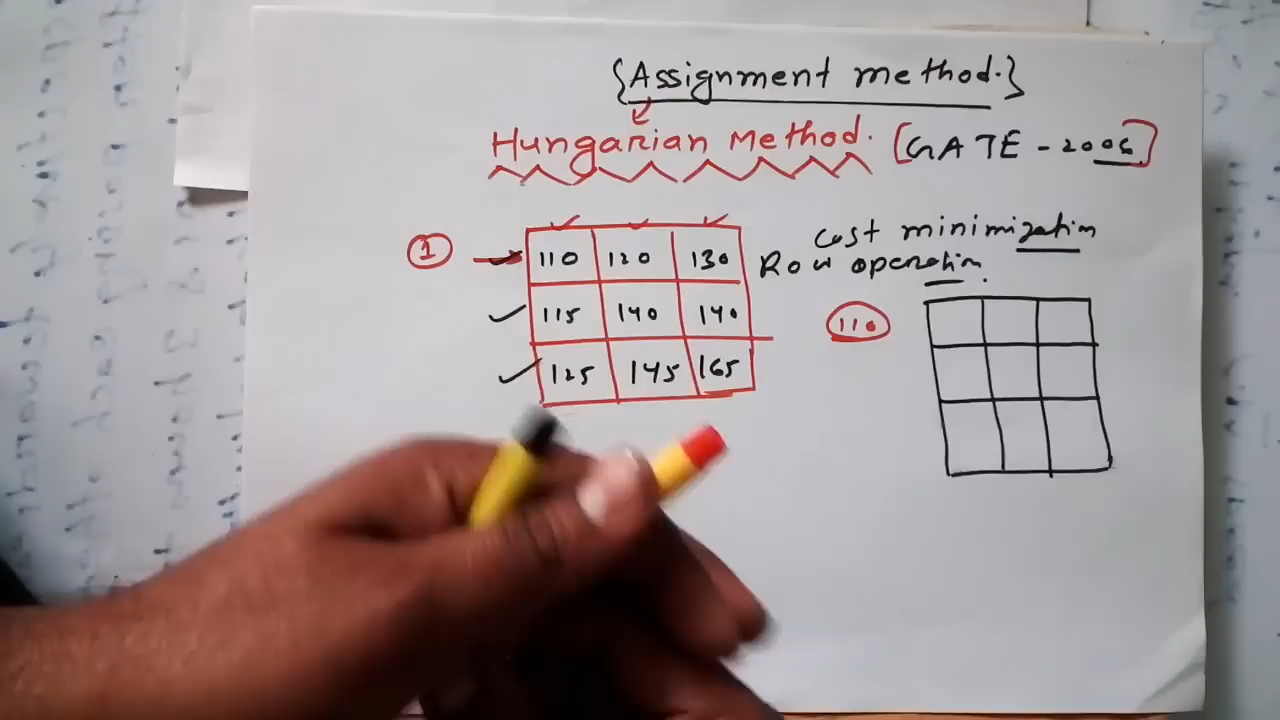 {Assignment method.}
Hungarian Method. [GATE - 2006]
cost minimization
Row operation.
1
110 120 130
115 140 140
125 145 165
110